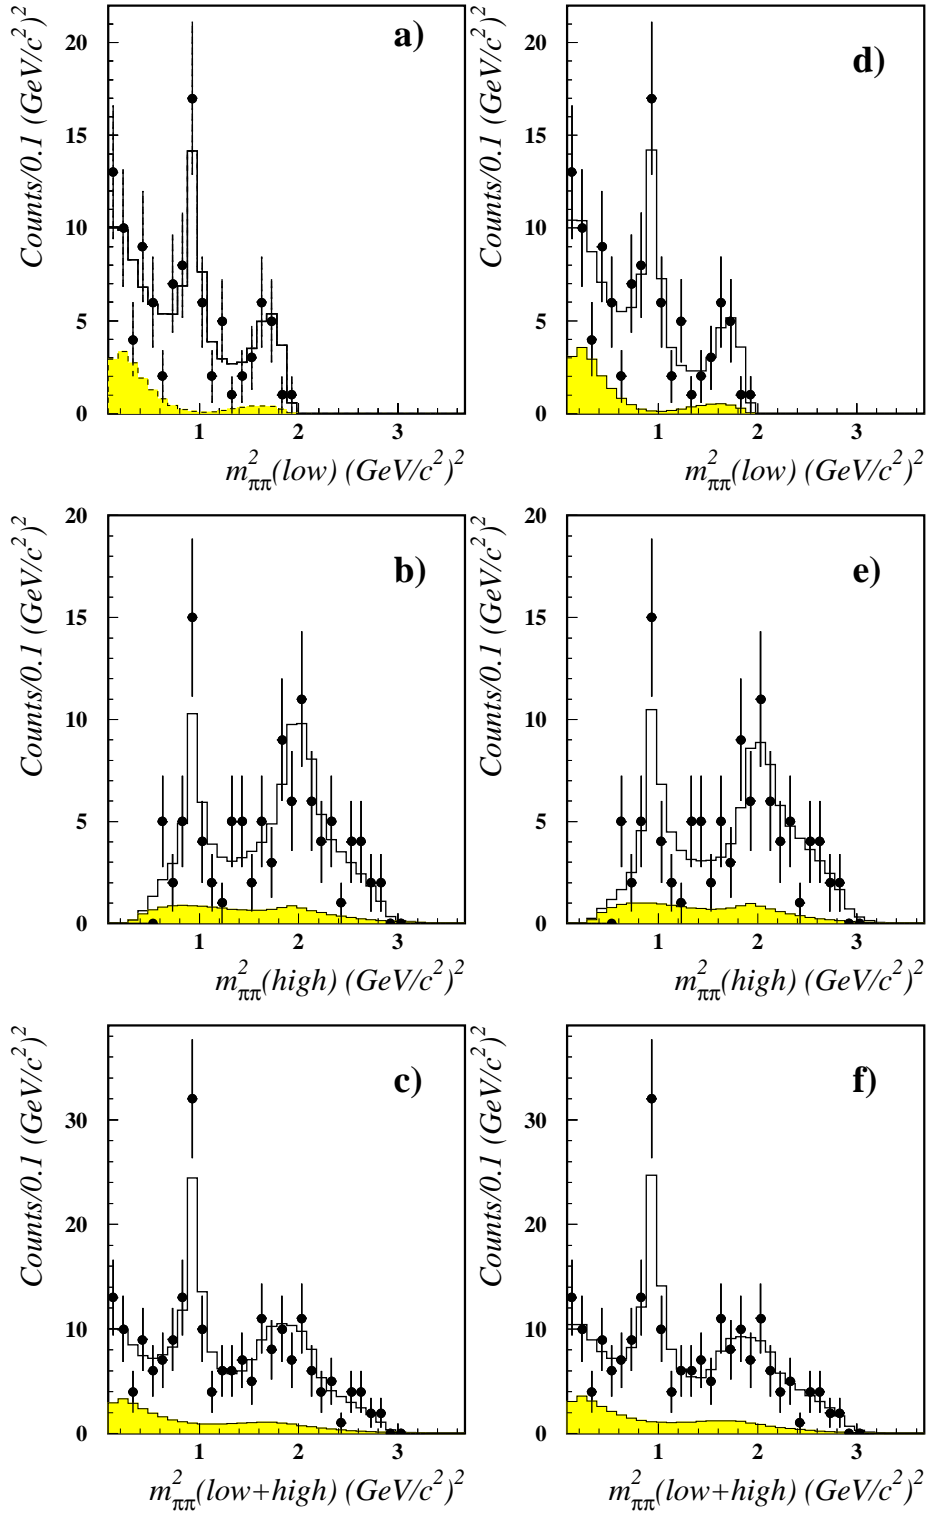 Counts/0.1 (GeV/c²)²
20
15
10
5
0
a)
1 2 3
m²ππ(low) (GeV/c²)²
Counts/0.1 (GeV/c²)²
20
15
10
5
0
d)
1 2 3
m²ππ(low) (GeV/c²)²
Counts/0.1 (GeV/c²)²
20
15
10
5
0
b)
1 2 3
m²ππ(high) (GeV/c²)²
Counts/0.1 (GeV/c²)²
20
15
10
5
0
e)
1 2 3
m²ππ(high) (GeV/c²)²
Counts/0.1 (GeV/c²)²
30
20
10
0
c)
1 2 3
m²ππ(low+high) (GeV/c²)²
Counts/0.1 (GeV/c²)²
30
20
10
0
f)
1 2 3
m²ππ(low+high) (GeV/c²)²